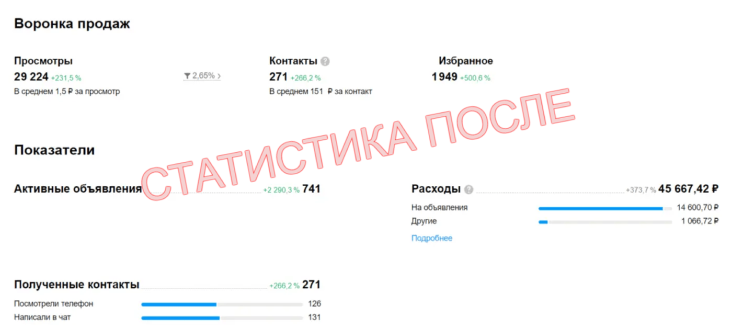 Воронка продаж
Просмотры
29 224 +231,5 %
В среднем 1,5 ₽ за просмотр
2,65% >
Контакты ?
271 +266,2 %
В среднем 151 ₽ за контакт
Избранное
1 949 +500,6 %
СТАТИСТИКА ПОСЛЕ
Показатели
Активные объявления +2 290,3 % 741
Расходы ? +373,7 % 45 667,42 ₽
На объявления 14 600,70 ₽
Другие 1 066,72 ₽
Подробнее
Полученные контакты +266,2 % 271
Посмотрели телефон 126
Написали в чат 131